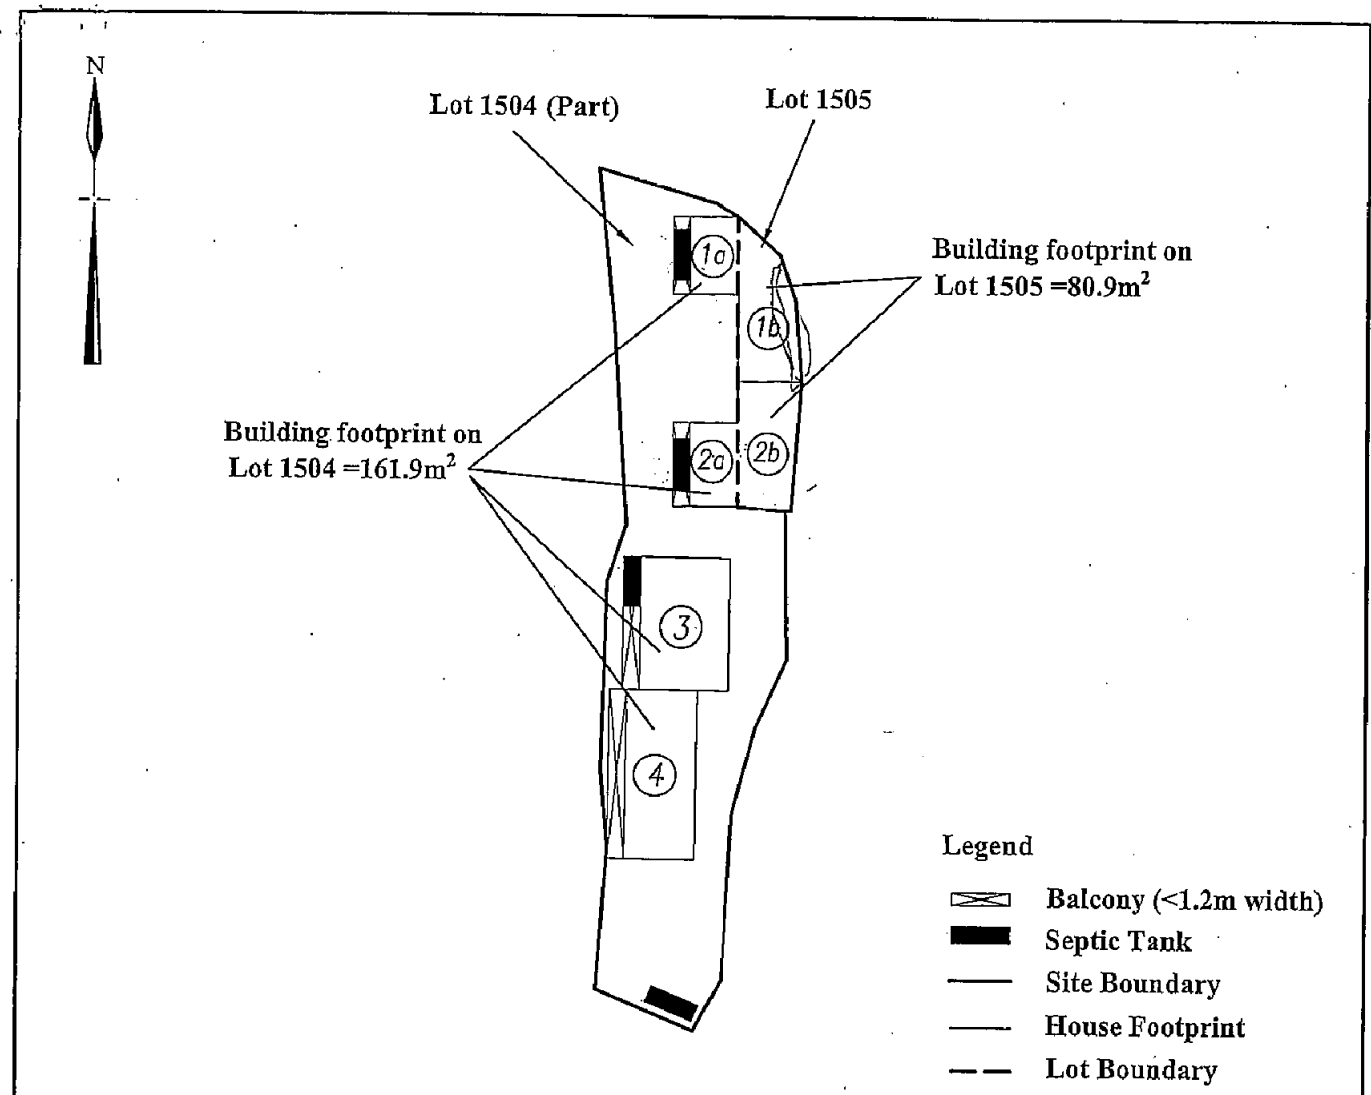 N
Lot 1504 (Part)
Lot 1505
1a
Building footprint on
Lot 1505 =80.9m²
1b
Building footprint on
Lot 1504 =161.9m²
2a
2b
3
4
Legend
Balcony (<1.2m width)
Septic Tank
Site Boundary
House Footprint
Lot Boundary